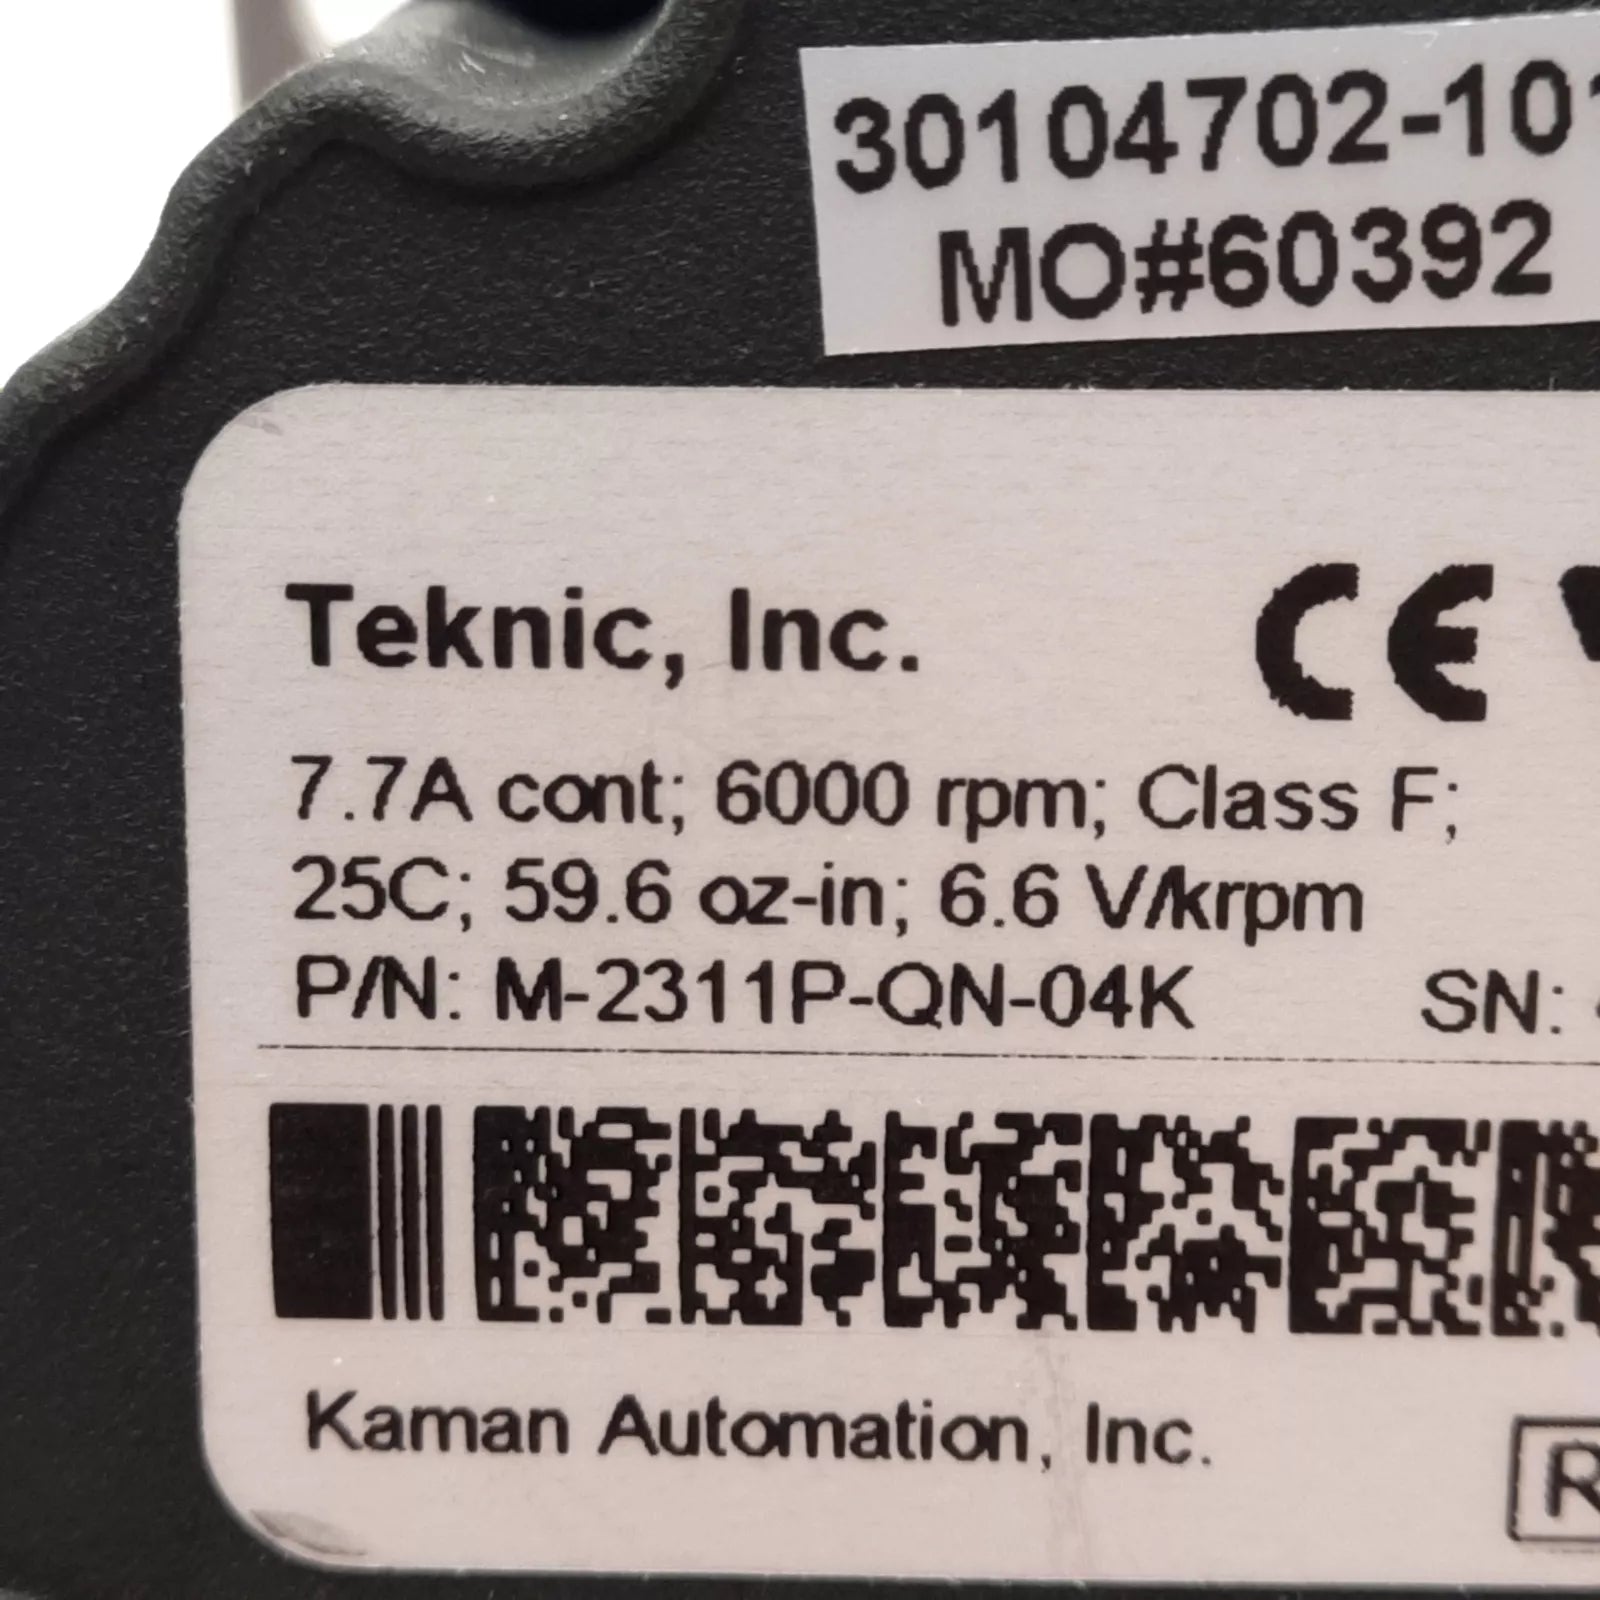 30104702-101
MO#60392
Teknic, Inc.
CE
7.7A cont; 6000 rpm; Class F;
25C; 59.6 oz-in; 6.6 V/krpm
P/N: M-2311P-QN-04K SN:
Kaman Automation, Inc.
R